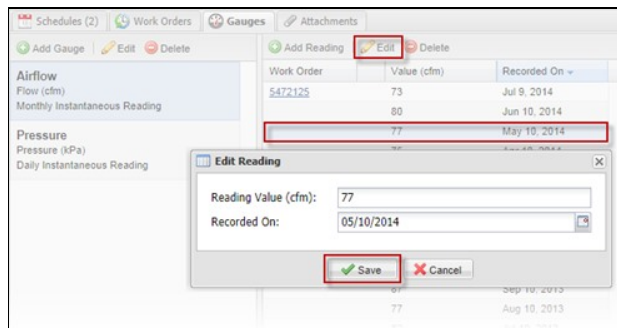 Schedules (2) Work Orders Gauges Attachments
Add Gauge Edit Delete Add Reading Edit Delete
Work Order Value (cfm) Recorded On
Airflow
Flow (cfm)
Monthly Instantaneous Reading
5472125 73 Jul 9, 2014
80 Jun 10, 2014
77 May 10, 2014
Pressure
Pressure (kPa)
Daily Instantaneous Reading
Edit Reading
Reading Value (cfm): 77
Recorded On: 05/10/2014
Save Cancel
87 Sep 10, 2013
77 Aug 10, 2013